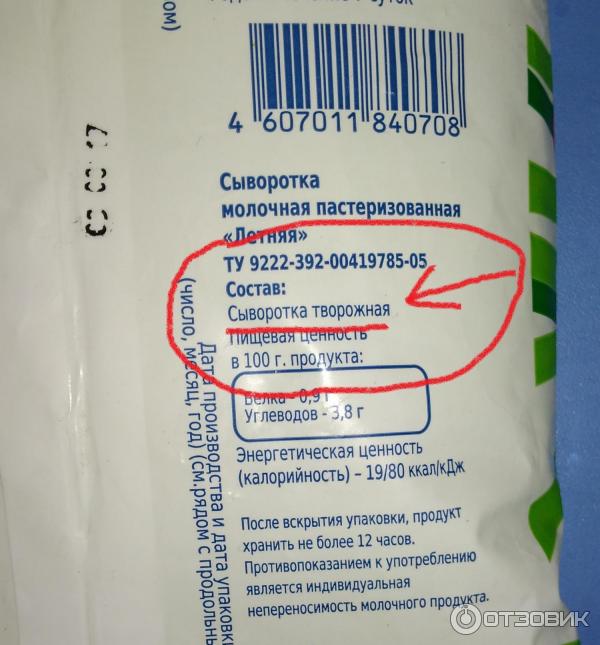 4 607011 840708
Сыворотка
молочная пастеризованная
«Летняя»
ТУ 9222-392-00419785-05
Состав:
Сыворотка творожная
Пищевая ценность
в 100 г. продукта:
Белка - 0,9 г
Углеводов - 3,8 г
Энергетическая ценность
(калорийность) – 19/80 ккал/кДж
После вскрытия упаковки, продукт
хранить не более 12 часов.
Противопоказанием к употреблению
является индивидуальная
непереносимость молочного продукта.
Дата производства и дата упаковки
(число, месяц, год) (см.рядом с продольны
ОТЗОВИК